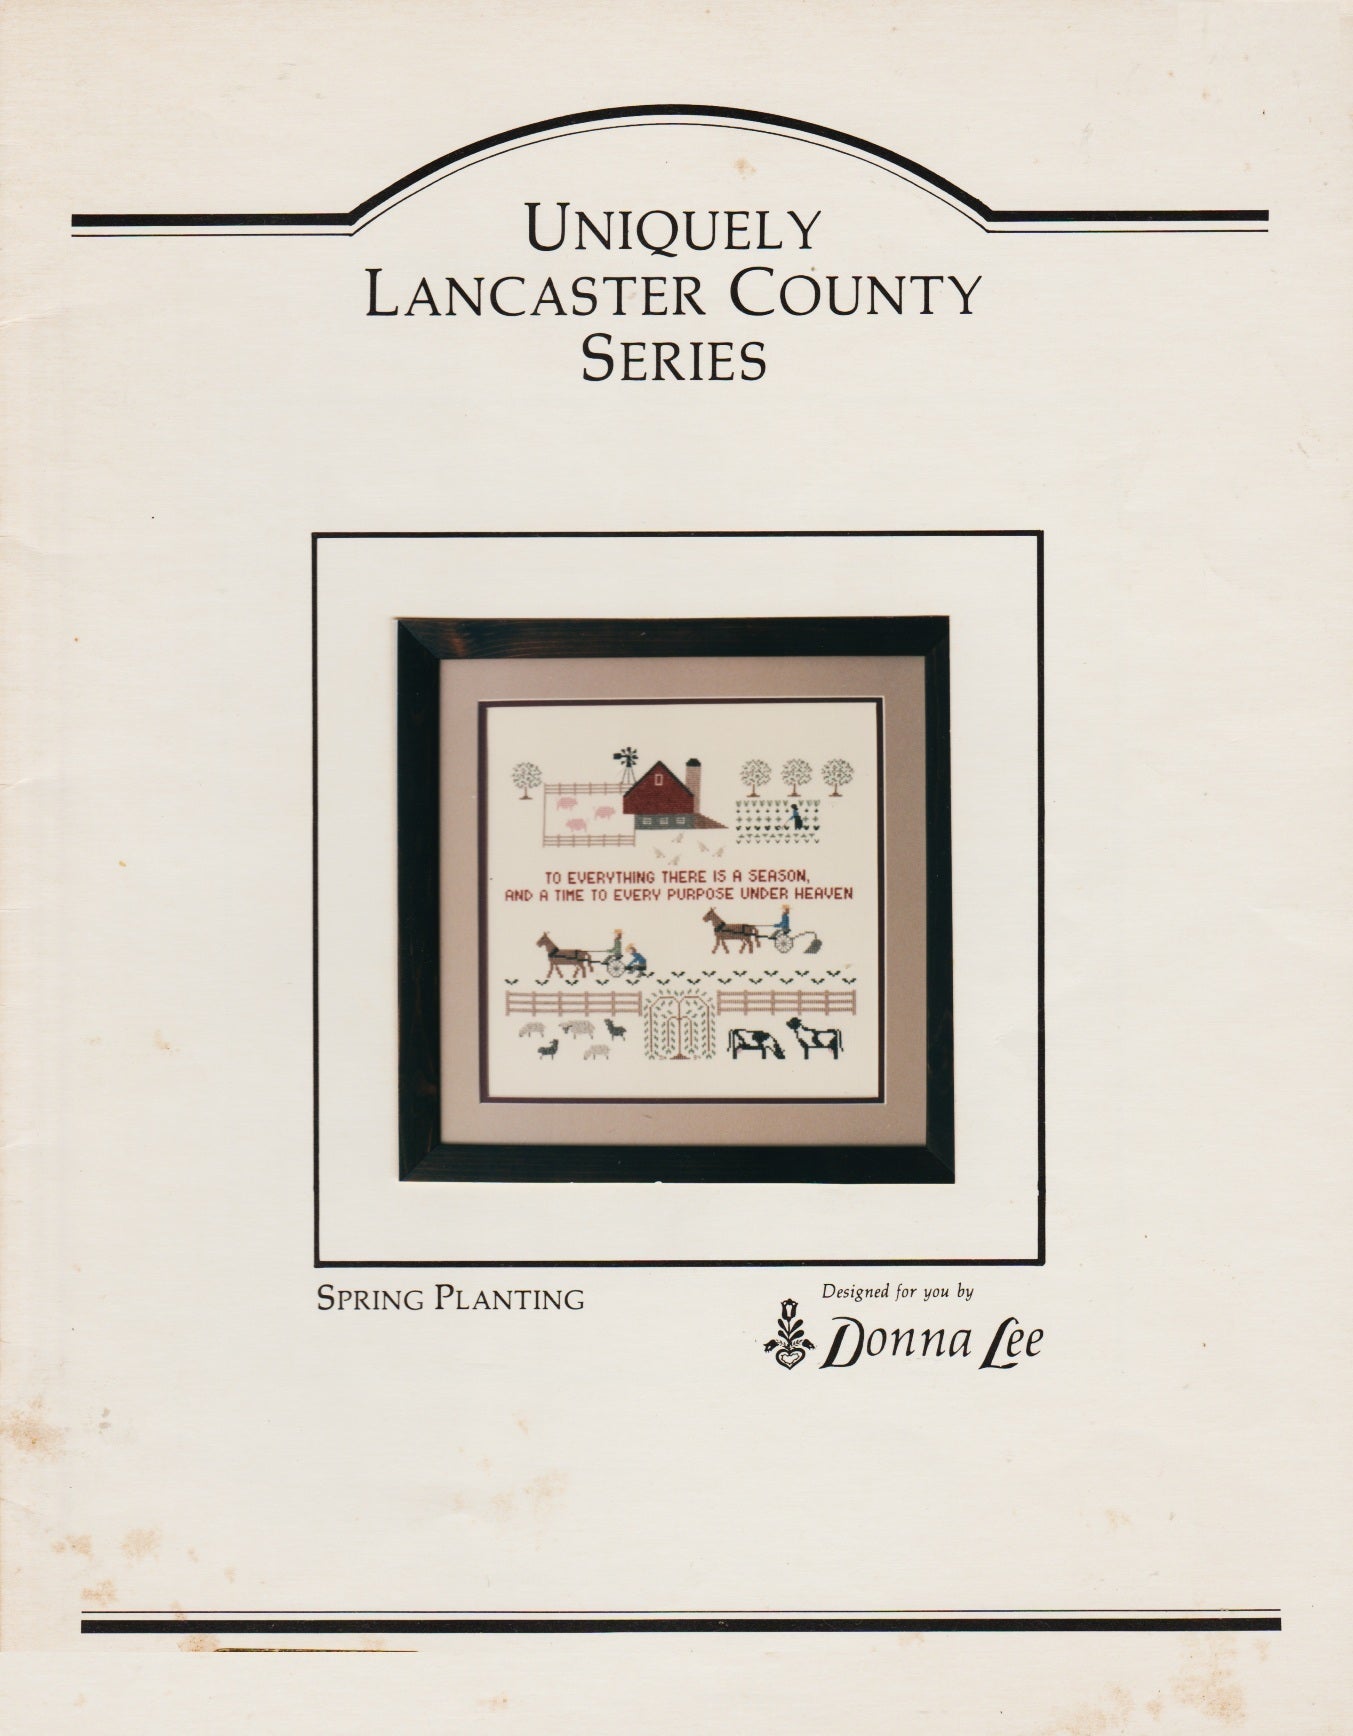 UNIQUELY
LANCASTER COUNTY
SERIES
TO EVERYTHING THERE IS A SEASON,
AND A TIME TO EVERY PURPOSE UNDER HEAVEN
SPRING PLANTING
Designed for you by
Donna Lee